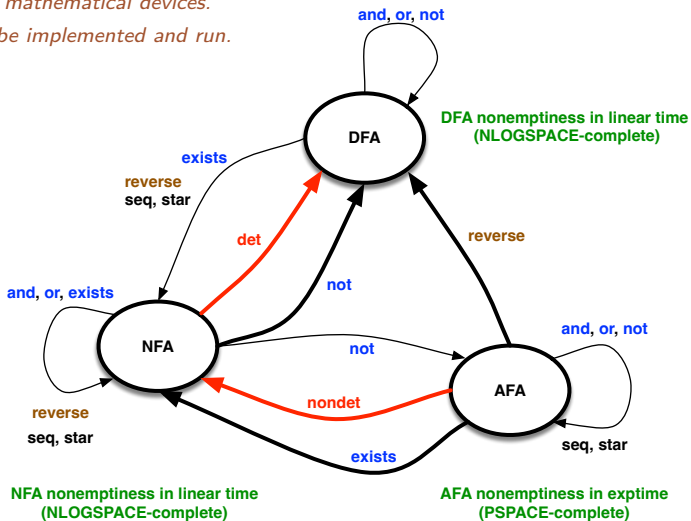 mathematical devices.
be implemented and run.
and, or, not
DFA
DFA nonemptiness in linear time
(NLOGSPACE-complete)
exists
reverse
seq, star
det
not
reverse
and, or, exists
NFA
not
and, or, not
AFA
nondet
reverse
seq, star
seq, star
exists
NFA nonemptiness in linear time
(NLOGSPACE-complete)
AFA nonemptiness in exptime
(PSPACE-complete)